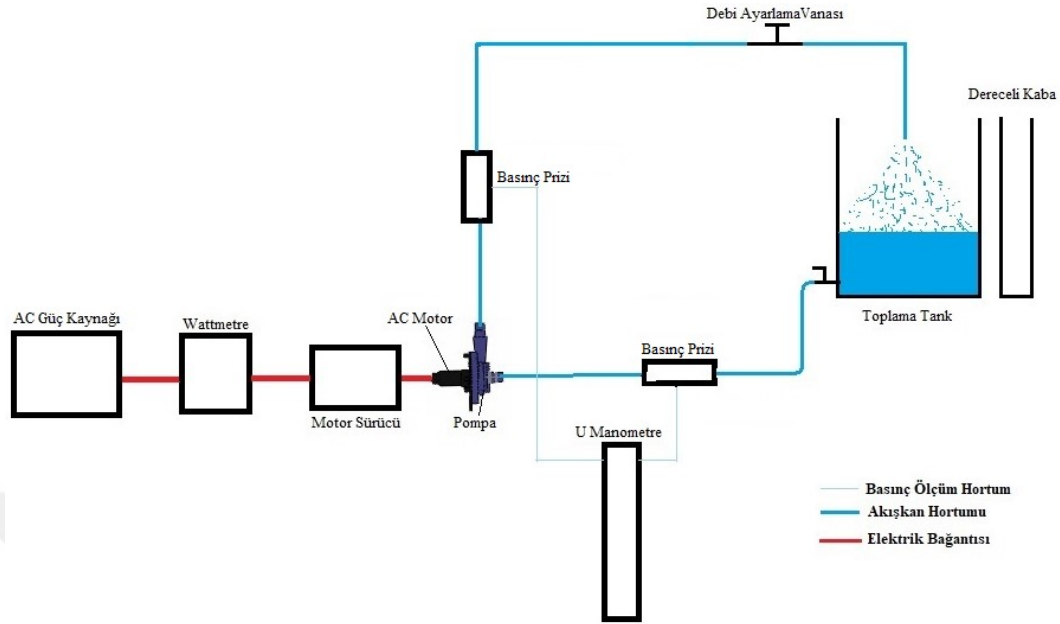 Debi AyarlamaVanası
Dereceli Kaba
Basınç Prizi
AC Güç Kaynağı
Wattmetre
AC Motor
Toplama Tank
Basınç Prizi
Motor Sürücü
Pompa
U Manometre
Basınç Ölçüm Hortum
Akışkan Hortumu
Elektrik Bağantısı